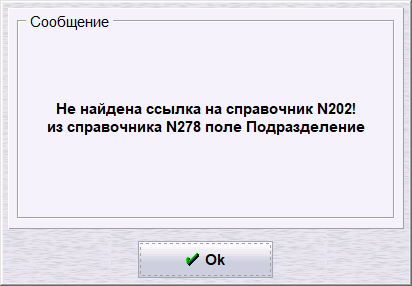 Сообщение
Не найдена ссылка на справочник N202!
из справочника N278 поле Подразделение
Ok